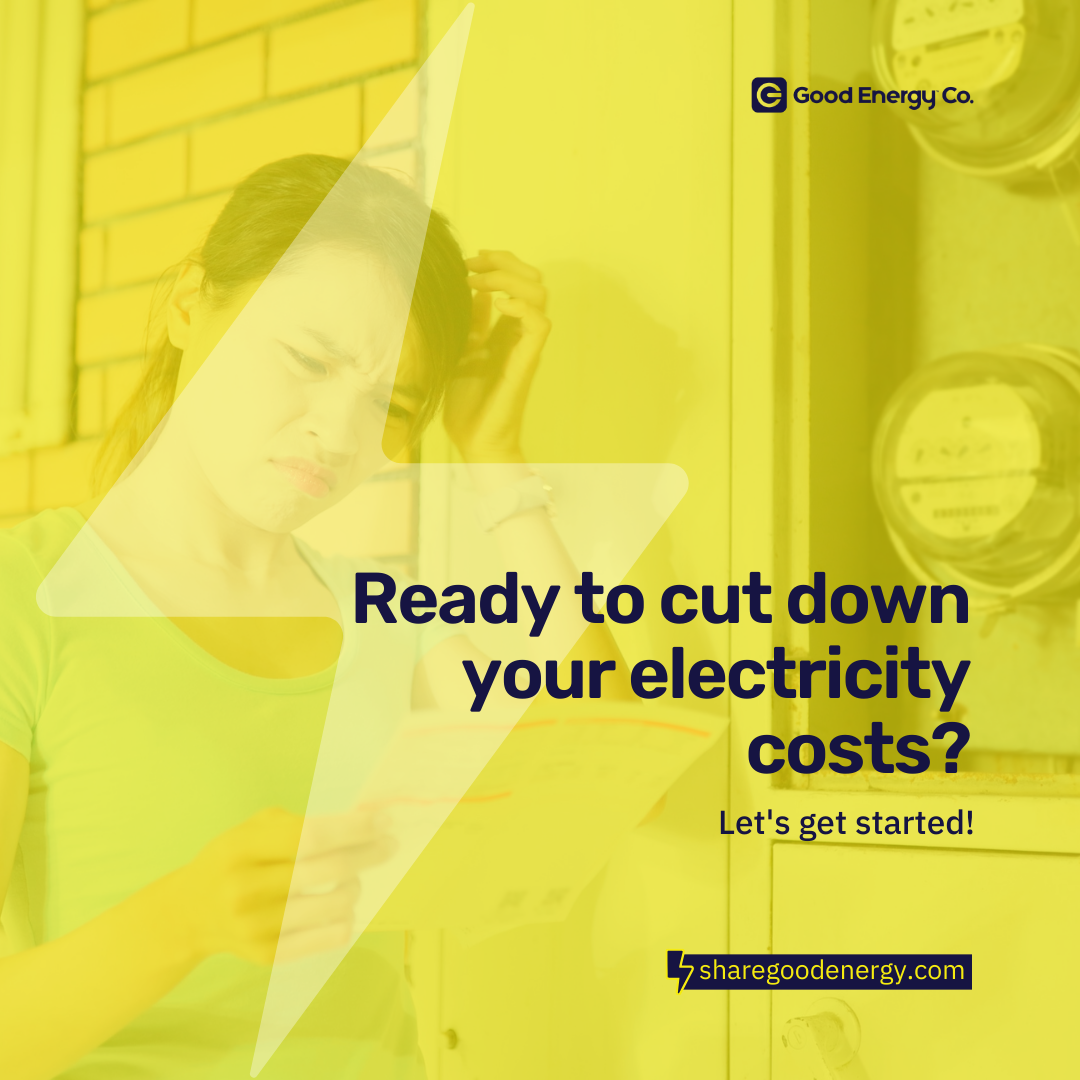 Good Energy Co.
Ready to cut down
your electricity
costs?
Let's get started!
sharegoodenergy.com